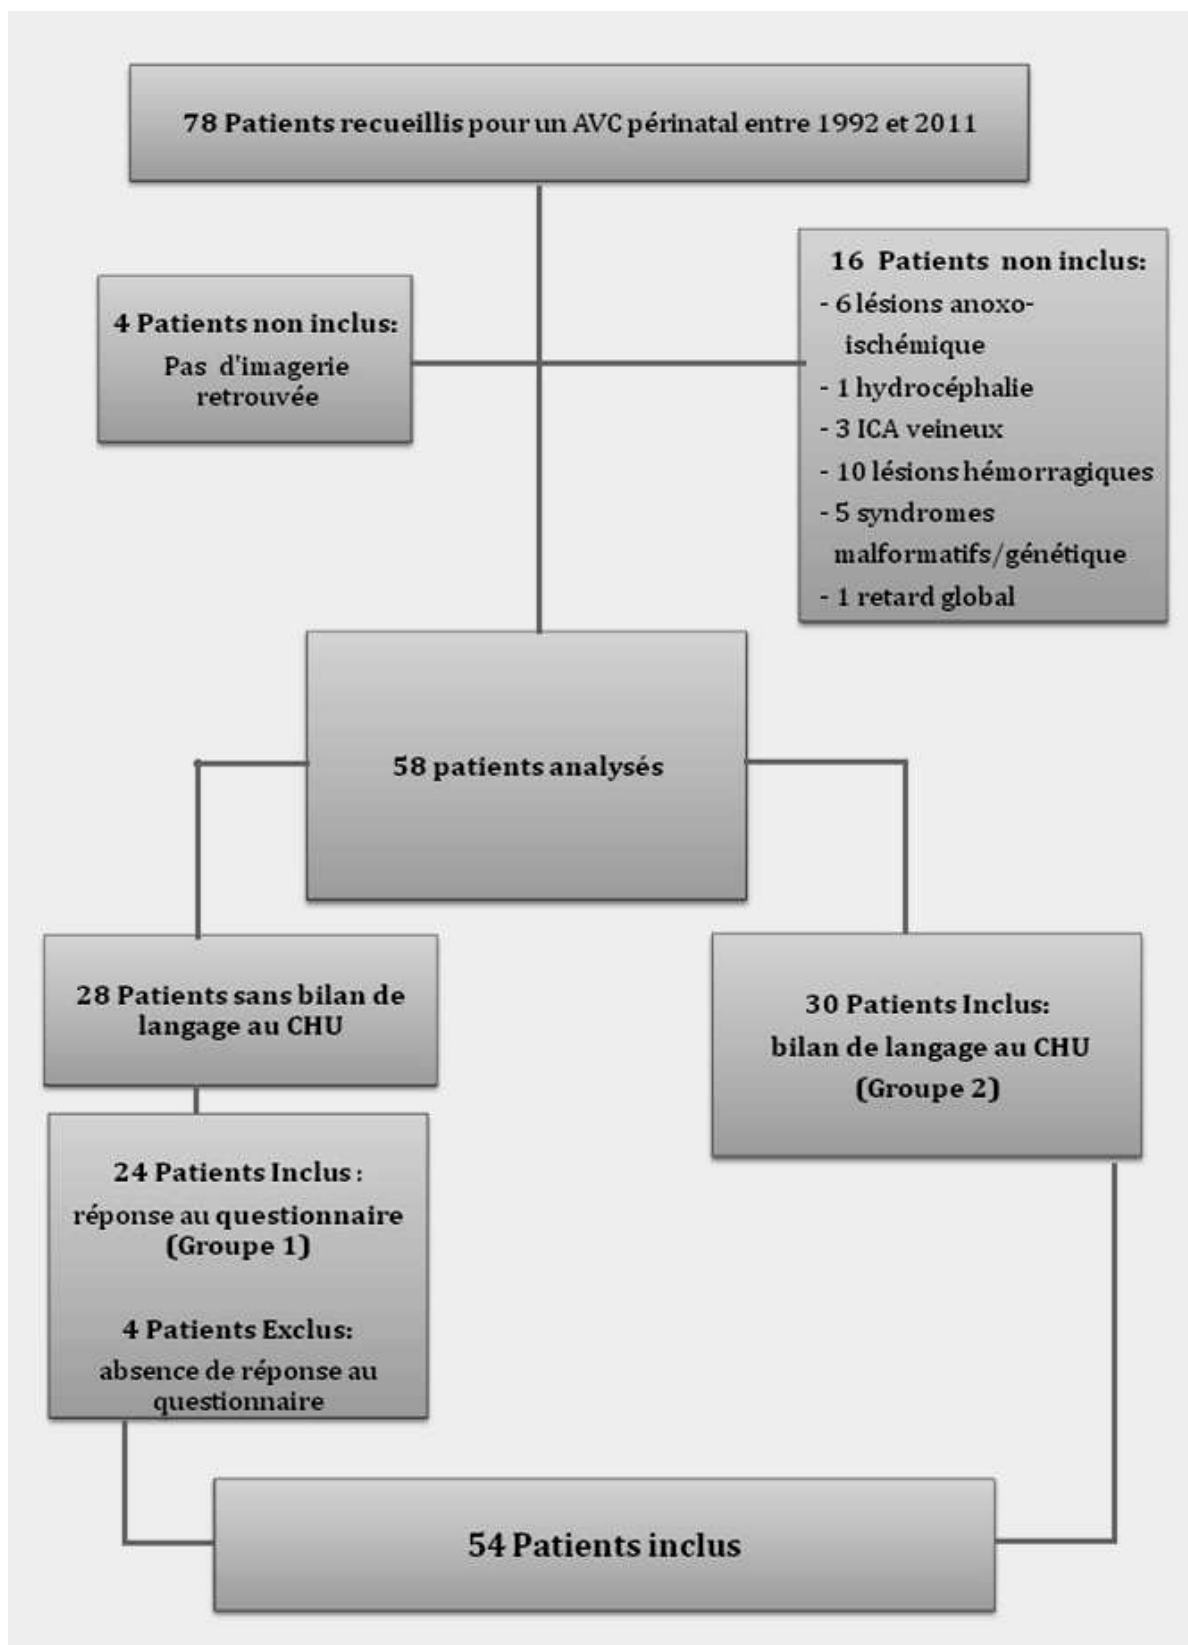 78 Patients recueillis pour un AVC périnatal entre 1992 et 2011
4 Patients non inclus:
Pas d'imagerie
retrouvée
16 Patients non inclus:
- 6 lésions anoxo-
ischémique
- 1 hydrocéphalie
- 3 ICA veineux
- 10 lésions hémorragiques
- 5 syndromes
malformatifs/génétique
- 1 retard global
58 patients analysés
28 Patients sans bilan de
langage au CHU
30 Patients Inclus:
bilan de langage au CHU
(Groupe 2)
24 Patients Inclus :
réponse au questionnaire
(Groupe 1)
4 Patients Exclus:
absence de réponse au
questionnaire
54 Patients inclus